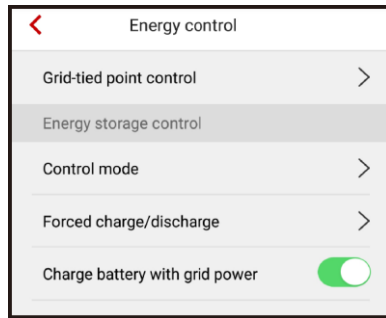 Energy control
Grid-tied point control
Energy storage control
Control mode
Forced charge/discharge
Charge battery with grid power